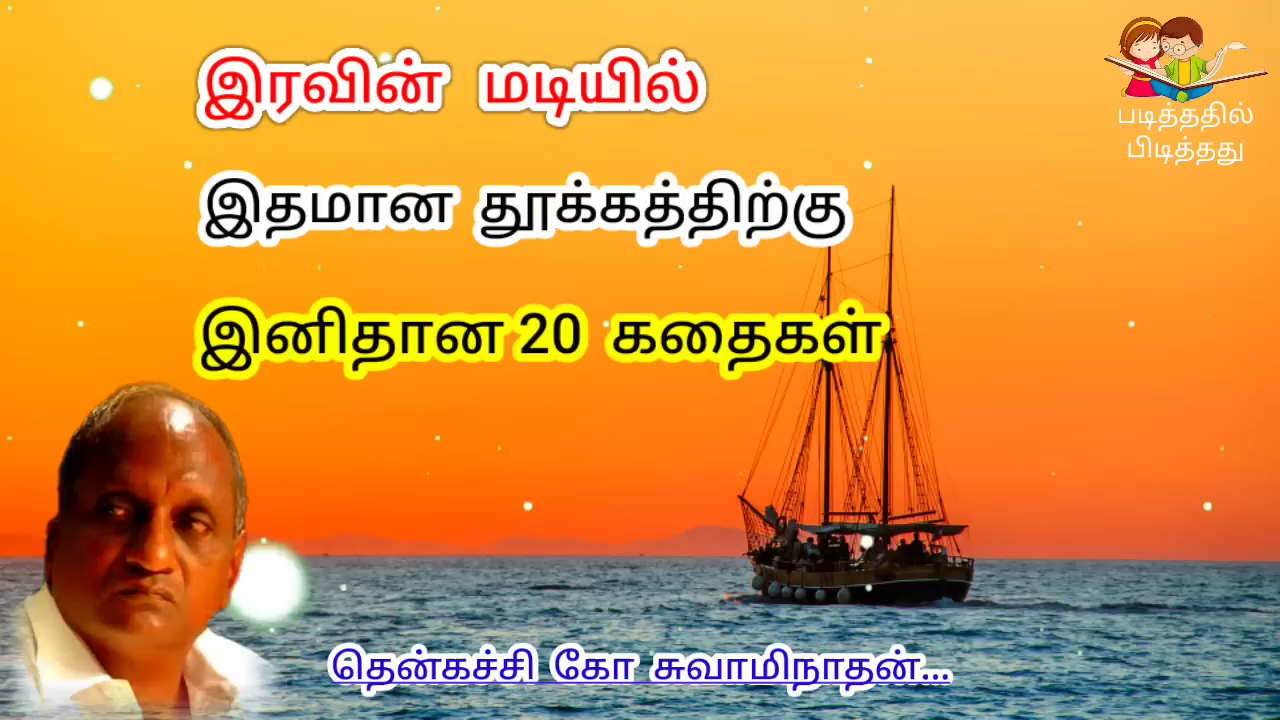 இரவின் மடியில்
படித்ததில்
பிடித்தது
இதமான தூக்கத்திற்கு
இனிதான 20 கதைகள்
தென்கச்சி கோ சுவாமிநாதன்...